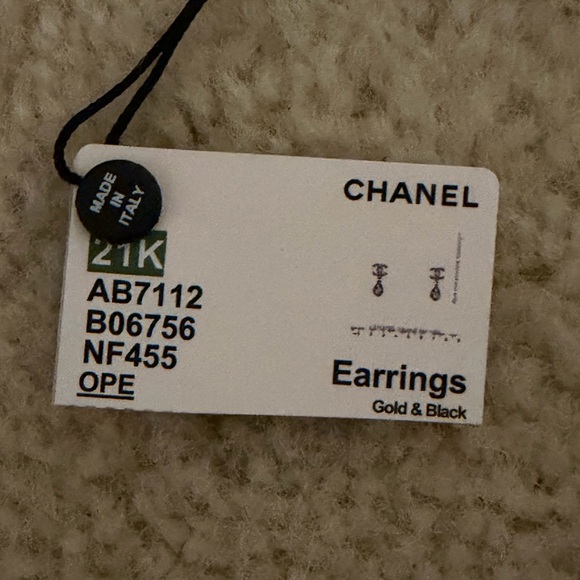 MADE
IN
ITALY
CHANEL
21K
AB7112
B06756
NF455
OPE
Earrings
Gold & Black